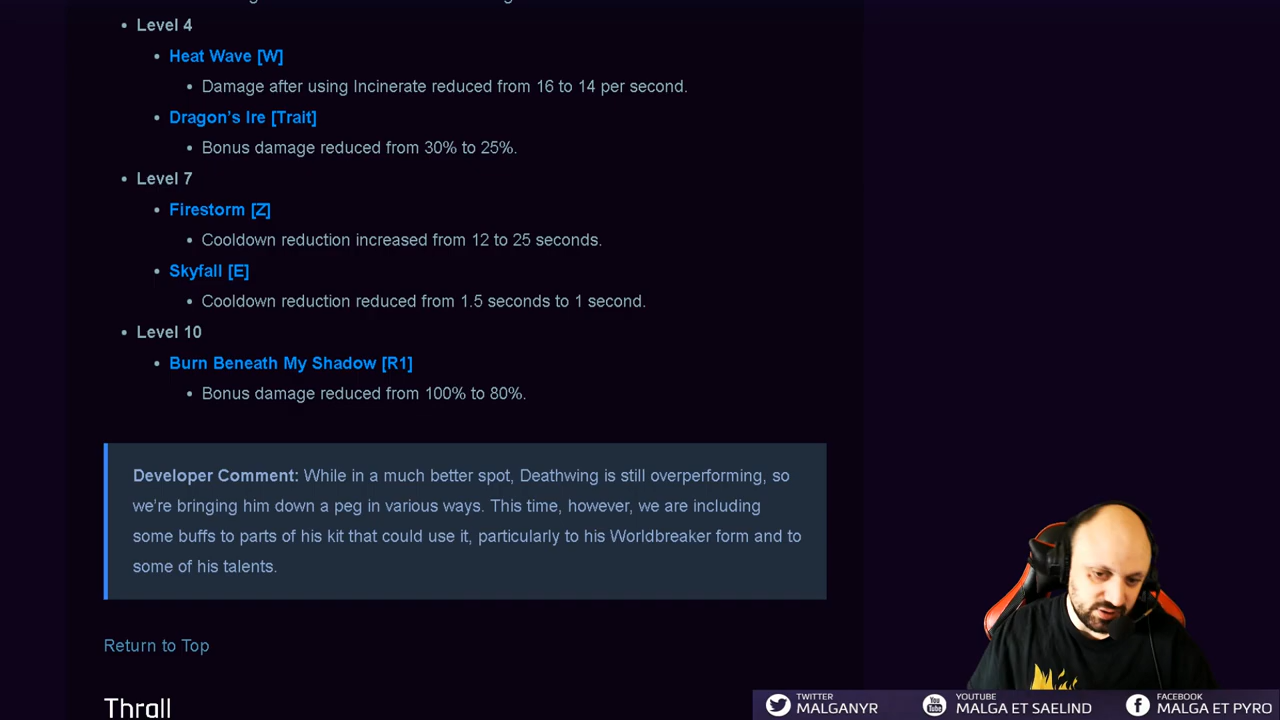 Level 4
Heat Wave [W]
Damage after using Incinerate reduced from 16 to 14 per second.
Dragon's Ire [Trait]
Bonus damage reduced from 30% to 25%.
Level 7
Firestorm [Z]
Cooldown reduction increased from 12 to 25 seconds.
Skyfall [E]
Cooldown reduction reduced from 1.5 seconds to 1 second.
Level 10
Burn Beneath My Shadow [R1]
Bonus damage reduced from 100% to 80%.
Developer Comment: While in a much better spot, Deathwing is still overperforming, so
we're bringing him down a peg in various ways. This time, however, we are including
some buffs to parts of his kit that could use it, particularly to his Worldbreaker form and to
some of his talents.
Return to Top
Thrall
TWITTER
MALGANYR
YOUTUBE
MALGA ET SAELIND
FACEBOOK
MALGA ET PYRO